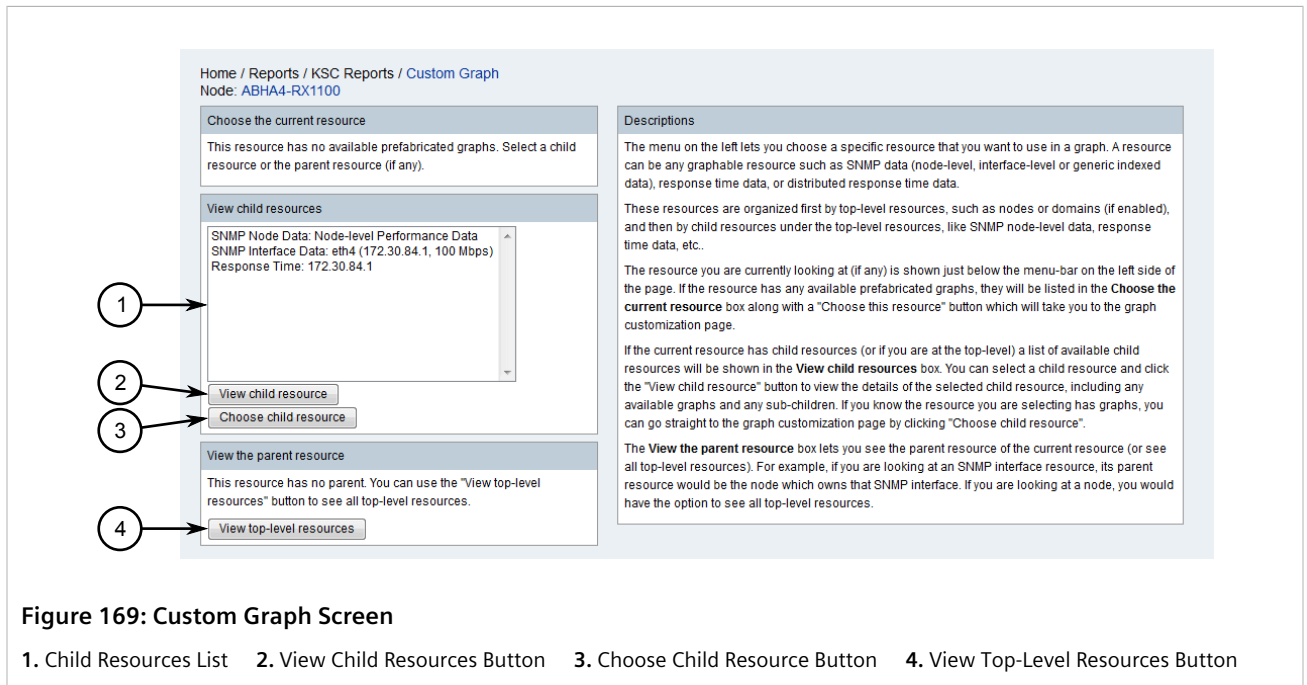 Home / Reports / KSC Reports / Custom Graph
Node: ABHA4-RX1100
Choose the current resource
This resource has no available prefabricated graphs. Select a child
resource or the parent resource (if any).
View child resources
SNMP Node Data: Node-level Performance Data
SNMP Interface Data: eth4 (172.30.84.1, 100 Mbps)
Response Time: 172.30.84.1
1
2
View child resource
3
Choose child resource
View the parent resource
This resource has no parent. You can use the "View top-level
resources" button to see all top-level resources.
4
View top-level resources
Descriptions
The menu on the left lets you choose a specific resource that you want to use in a graph. A resource
can be any graphable resource such as SNMP data (node-level, interface-level or generic indexed
data), response time data, or distributed response time data.
These resources are organized first by top-level resources, such as nodes or domains (if enabled),
and then by child resources under the top-level resources, like SNMP node-level data, response
time data, etc..
The resource you are currently looking at (if any) is shown just below the menu-bar on the left side of
the page. If the resource has any available prefabricated graphs, they will be listed in the Choose the
current resource box along with a "Choose this resource" button which will take you to the graph
customization page.
If the current resource has child resources (or if you are at the top-level) a list of available child
resources will be shown in the View child resources box. You can select a child resource and click
the "View child resource" button to view the details of the selected child resource, including any
available graphs and any sub-children. If you know the resource you are selecting has graphs, you
can go straight to the graph customization page by clicking "Choose child resource".
The View the parent resource box lets you see the parent resource of the current resource (or see
all top-level resources). For example, if you are looking at an SNMP interface resource, its parent
resource would be the node which owns that SNMP interface. If you are looking at a node, you would
have the option to see all top-level resources.
Figure 169: Custom Graph Screen
1. Child Resources List 2. View Child Resources Button 3. Choose Child Resource Button 4. View Top-Level Resources Button